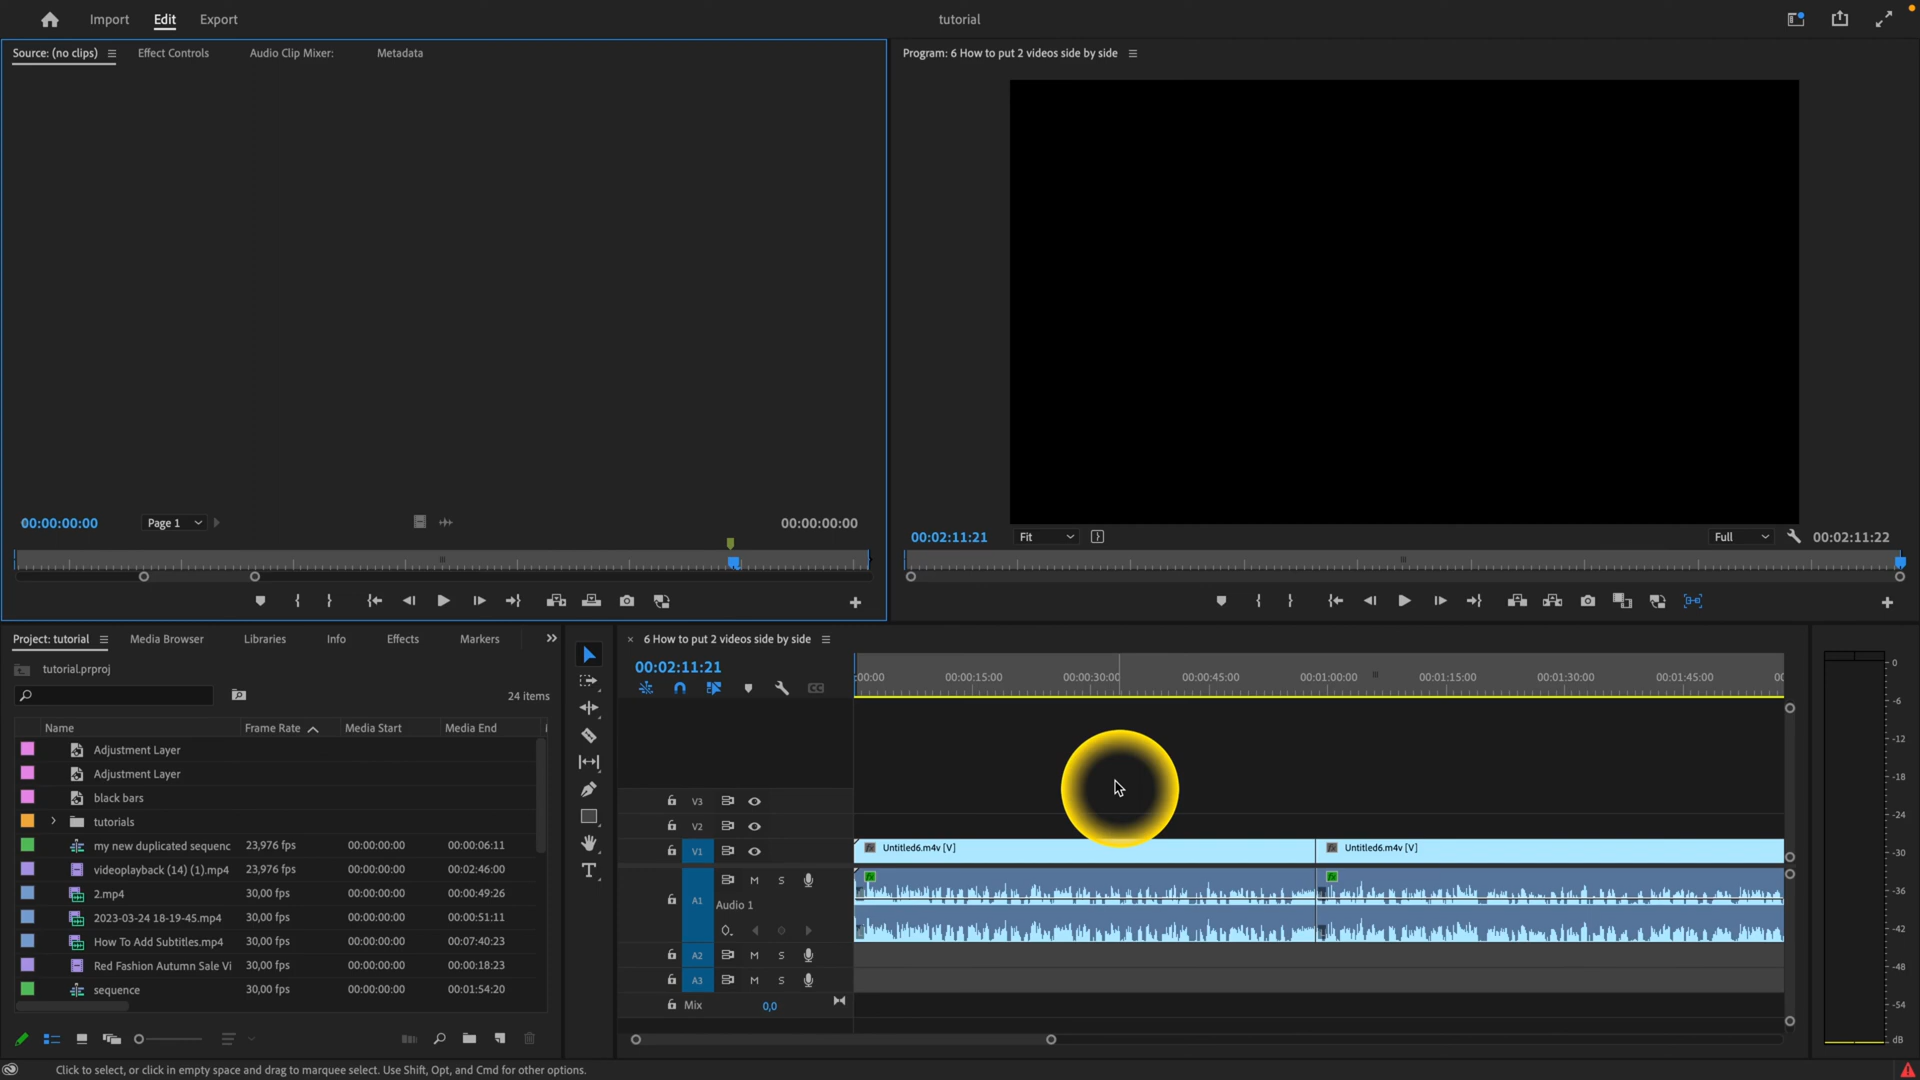 Import Edit Export
tutorial
Source: (no clips) Effect Controls Audio Clip Mixer: Metadata
Program: 6 How to put 2 videos side by side
00:00:00:00 Page 1 00:00:00:00
00:02:11:21 Fit Full 00:02:11:22
Project: tutorial Media Browser Libraries Info Effects Markers
tutorial.prproj
24 items
Name Frame Rate Media Start Media End
Adjustment Layer
Adjustment Layer
black bars
tutorials
my new duplicated sequenc 23,976 fps 00:00:00:00 00:00:06:11
videoplayback (14) (1).mp4 23,976 fps 00:00:00:00 00:02:46:00
2.mp4 30,00 fps 00:00:00:00 00:00:49:26
2023-03-24 18-19-45.mp4 30,00 fps 00:00:00:00 00:00:51:11
How To Add Subtitles.mp4 30,00 fps 00:00:00:00 00:07:40:23
Red Fashion Autumn Sale Vi 30,00 fps 00:00:00:00 00:00:18:23
sequence 30,00 fps 00:00:00:00 00:01:54:20
6 How to put 2 videos side by side
00:02:11:21
:00:00 00:00:15:00 00:00:30:00 00:00:45:00 00:01:00:00 00:01:15:00 00:01:30:00 00:01:45:00 00
V3
V2
V1 Untitled6.m4v [V] Untitled6.m4v [V]
A1 M S
Audio 1
A2 M S
A3 M S
Mix 0,0
0
-6
-12
-18
-24
-30
-36
-42
-48
-54
dB
Click to select, or click in empty space and drag to marquee select. Use Shift, Opt, and Cmd for other options.